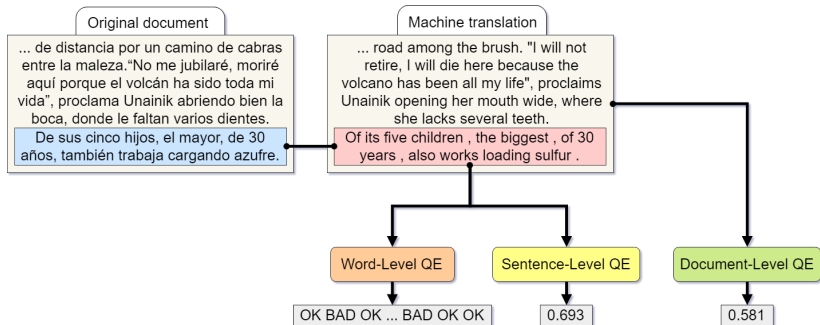 Original document
... de distancia por un camino de cabras
entre la maleza.“No me jubilaré, moriré
aquí porque el volcán ha sido toda mi
vida”, proclama Unainik abriendo bien la
boca, donde le faltan varios dientes.
De sus cinco hijos, el mayor, de 30
años, también trabaja cargando azufre.
Machine translation
... road among the brush. "I will not
retire, I will die here because the
volcano has been all my life", proclaims
Unainik opening her mouth wide, where
she lacks several teeth.
Of its five children , the biggest , of 30
years , also works loading sulfur .
Word-Level QE
Sentence-Level QE
Document-Level QE
OK BAD OK ... BAD OK OK
0.693
0.581